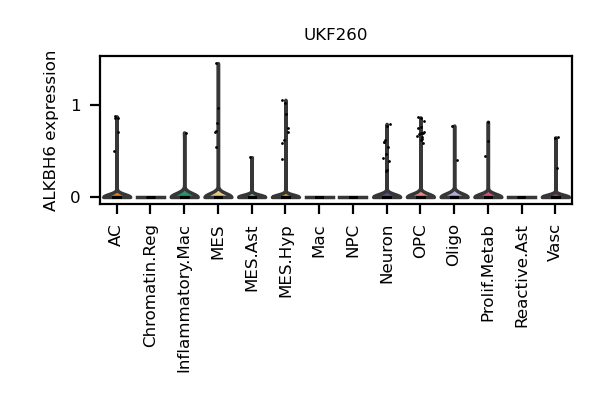 UKF260
ALKBH6 expression
1
0
AC
Chromatin.Reg
Inflammatory.Mac
MES
MES.Ast
MES.Hyp
Mac
NPC
Neuron
OPC
Oligo
Prolif.Metab
Reactive.Ast
Vasc